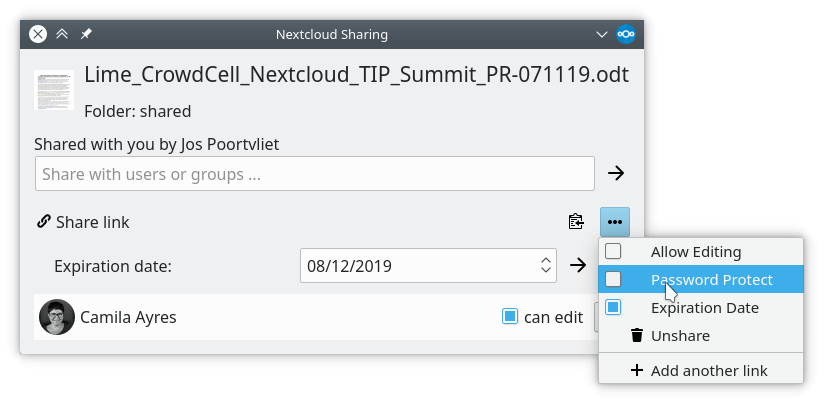 Nextcloud Sharing
Lime_CrowdCell_Nextcloud_TIP_Summit_PR-071119.odt
Folder: shared
Shared with you by Jos Poortvliet
Share with users or groups ...
Share link
Allow Editing
Expiration date: 08/12/2019
Password Protect
Expiration Date
Camila Ayres can edit
Unshare
Add another link